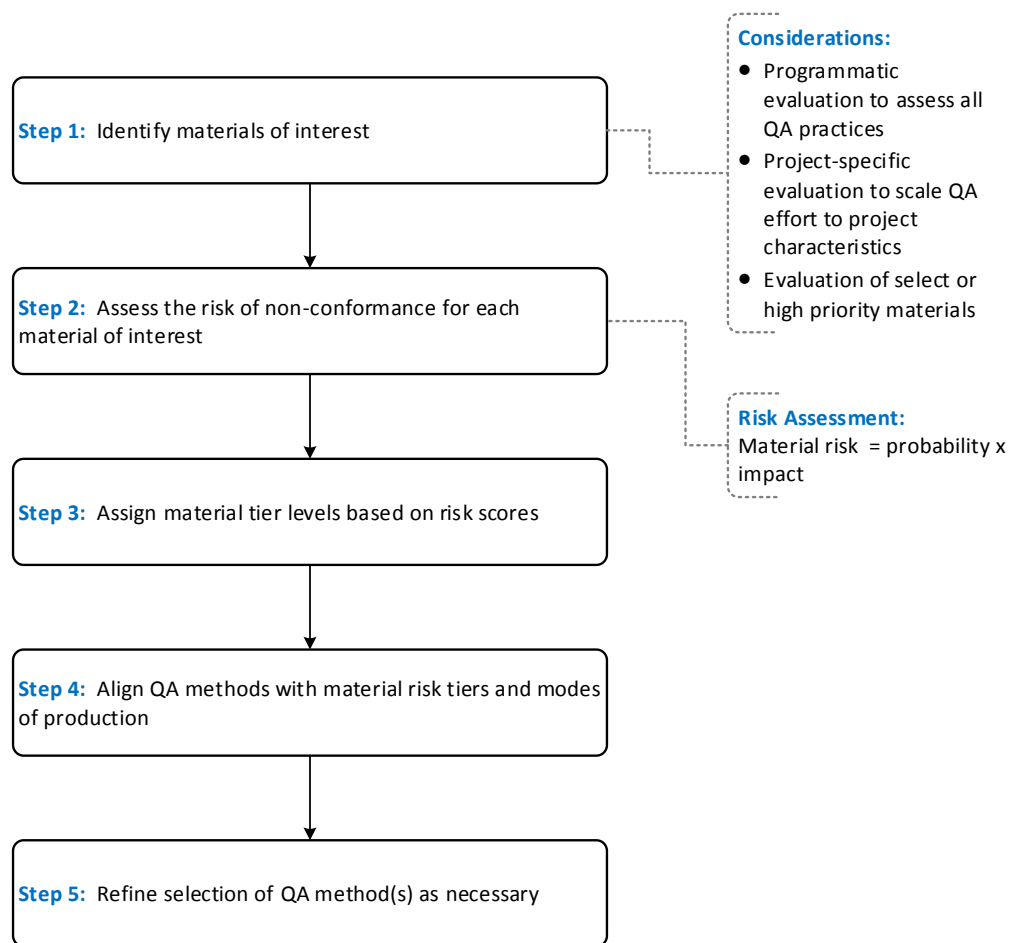 Step 1: Identify materials of interest
Considerations:
● Programmatic
evaluation to assess all
QA practices
● Project-specific
evaluation to scale QA
effort to project
characteristics
● Evaluation of select or
high priority materials
Step 2: Assess the risk of non-conformance for each
material of interest
Risk Assessment:
Material risk = probability x
impact
Step 3: Assign material tier levels based on risk scores
Step 4: Align QA methods with material risk tiers and modes
of production
Step 5: Refine selection of QA method(s) as necessary